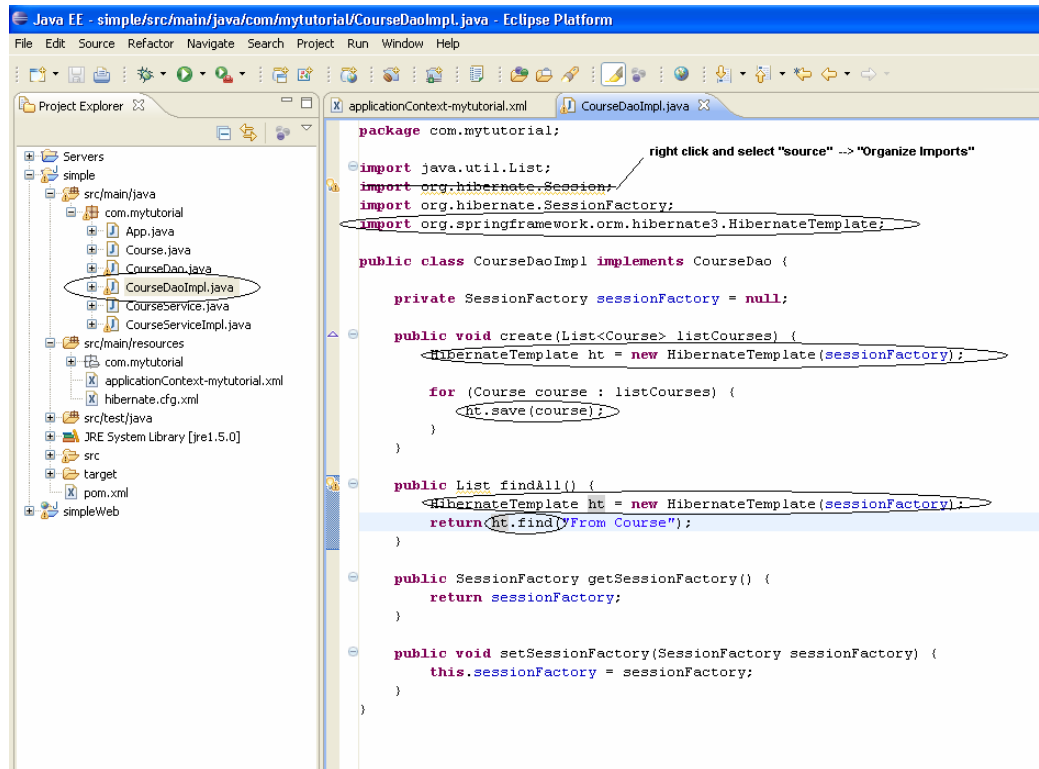 Java EE - simple/src/main/java/com/mytutorial/CourseDaoImpl.java - Eclipse Platform
File Edit Source Refactor Navigate Search Project Run Window Help
Project Explorer
Servers
simple
src/main/java
com.mytutorial
App.java
Course.java
CourseDao.java
CourseDaoImpl.java
CourseService.java
CourseServiceImpl.java
src/main/resources
com.mytutorial
applicationContext-mytutorial.xml
hibernate.cfg.xml
src/test/java
JRE System Library [jre1.5.0]
src
target
pom.xml
simpleWeb
applicationContext-mytutorial.xml CourseDaoImpl.java
package com.mytutorial;
right click and select "source" --> "Organize Imports"
import java.util.List;
import org.hibernate.Session;
import org.hibernate.SessionFactory;
import org.springframework.orm.hibernate3.HibernateTemplate;
public class CourseDaoImpl implements CourseDao {
private SessionFactory sessionFactory = null;
public void create(List<Course> listCourses) {
HibernateTemplate ht = new HibernateTemplate(sessionFactory);
for (Course course : listCourses) {
ht.save(course);
}
}
public List findAll() {
HibernateTemplate ht = new HibernateTemplate(sessionFactory);
return ht.find("From Course");
}
public SessionFactory getSessionFactory() {
return sessionFactory;
}
public void setSessionFactory(SessionFactory sessionFactory) {
this.sessionFactory = sessionFactory;
}
}